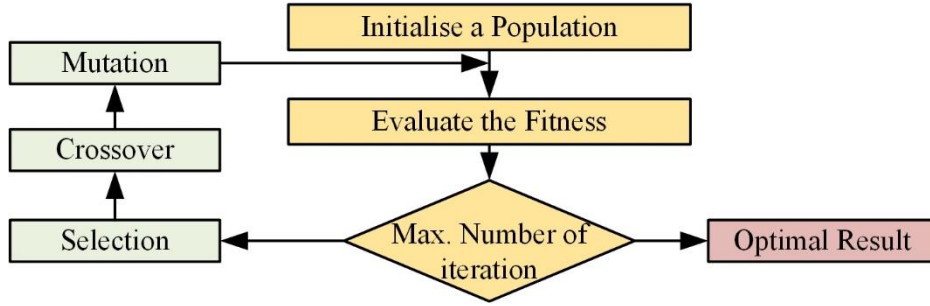 Initialise a Population
Mutation
Evaluate the Fitness
Crossover
Max. Number of
iteration
Selection
Optimal Result